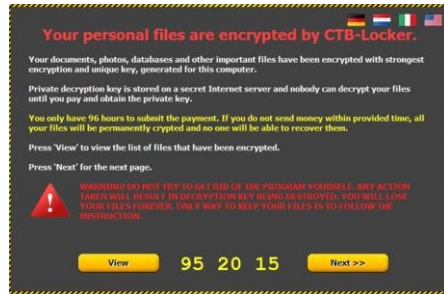 Your personal files are encrypted by CTB-Locker.
Your documents, photos, databases and other important files have been encrypted with strongest
encryption and unique key, generated for this computer.
Private decryption key is stored on a secret Internet server and nobody can decrypt your files
until you pay and obtain the private key.
You only have 96 hours to submit the payment. If you do not send money within provided time, all
your files will be permanently crypted and no one will be able to recover them.
Press 'View' to view the list of files that have been encrypted.
Press 'Next' for the next page.
WARNING! DO NOT TRY TO GET RID OF THE PROGRAM YOURSELF. ANY ACTION
TAKEN WILL RESULT IN DECRYPTION KEY BEING DESTROYED. YOU WILL LOSE
YOUR FILES FOREVER. ONLY WAY TO KEEP YOUR FILES IS TO FOLLOW THE
INSTRUCTION.
View 95 20 15 Next >>